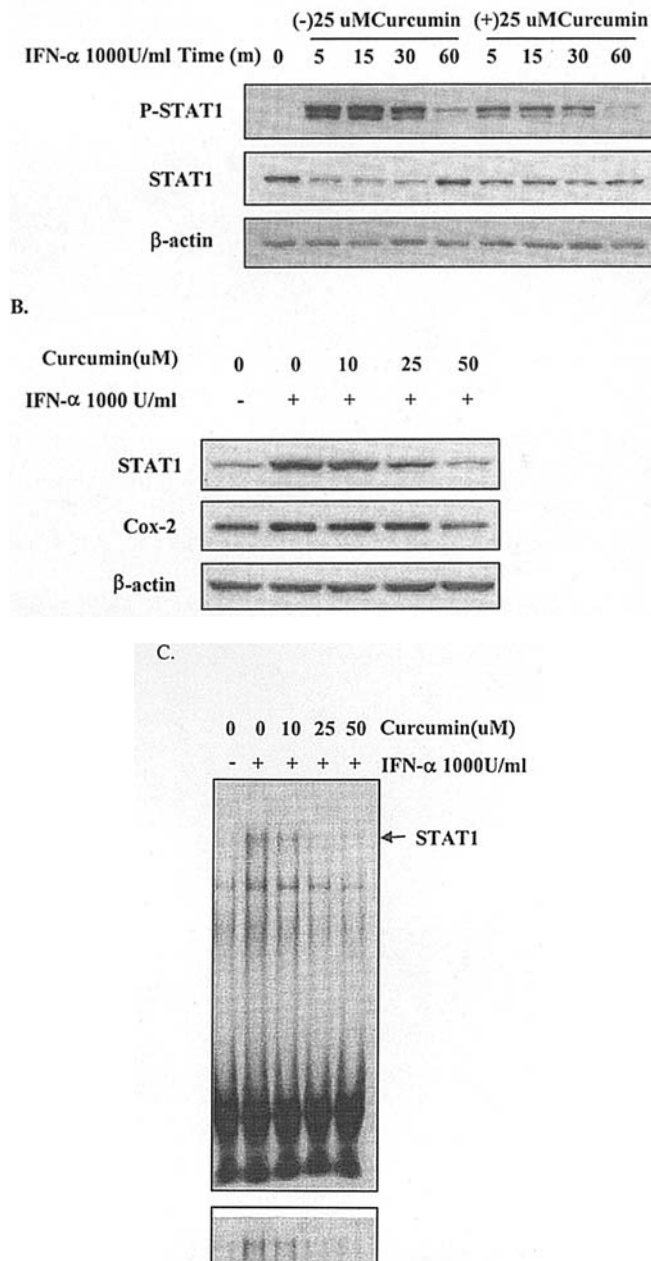 (-)25 uMCurcumin (+)25 uMCurcumin
IFN-α 1000U/ml Time (m) 0 5 15 30 60 5 15 30 60
P-STAT1
STAT1
β-actin
B.
Curcumin(uM) 0 0 10 25 50
IFN-α 1000 U/ml - + + + +
STAT1
Cox-2
β-actin
C.
0 0 10 25 50 Curcumin(uM)
- + + + + IFN-α 1000U/ml
STAT1